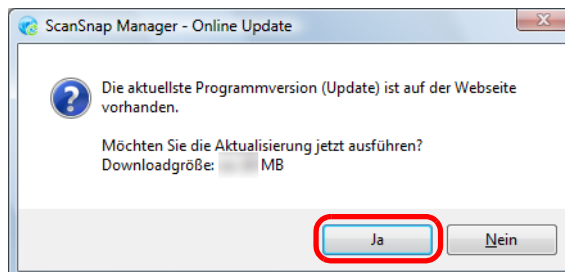 ScanSnap Manager - Online Update
Die aktuellste Programmversion (Update) ist auf der Webseite
vorhanden.
Möchten Sie die Aktualisierung jetzt ausführen?
Downloadgröße: MB
Ja
Nein